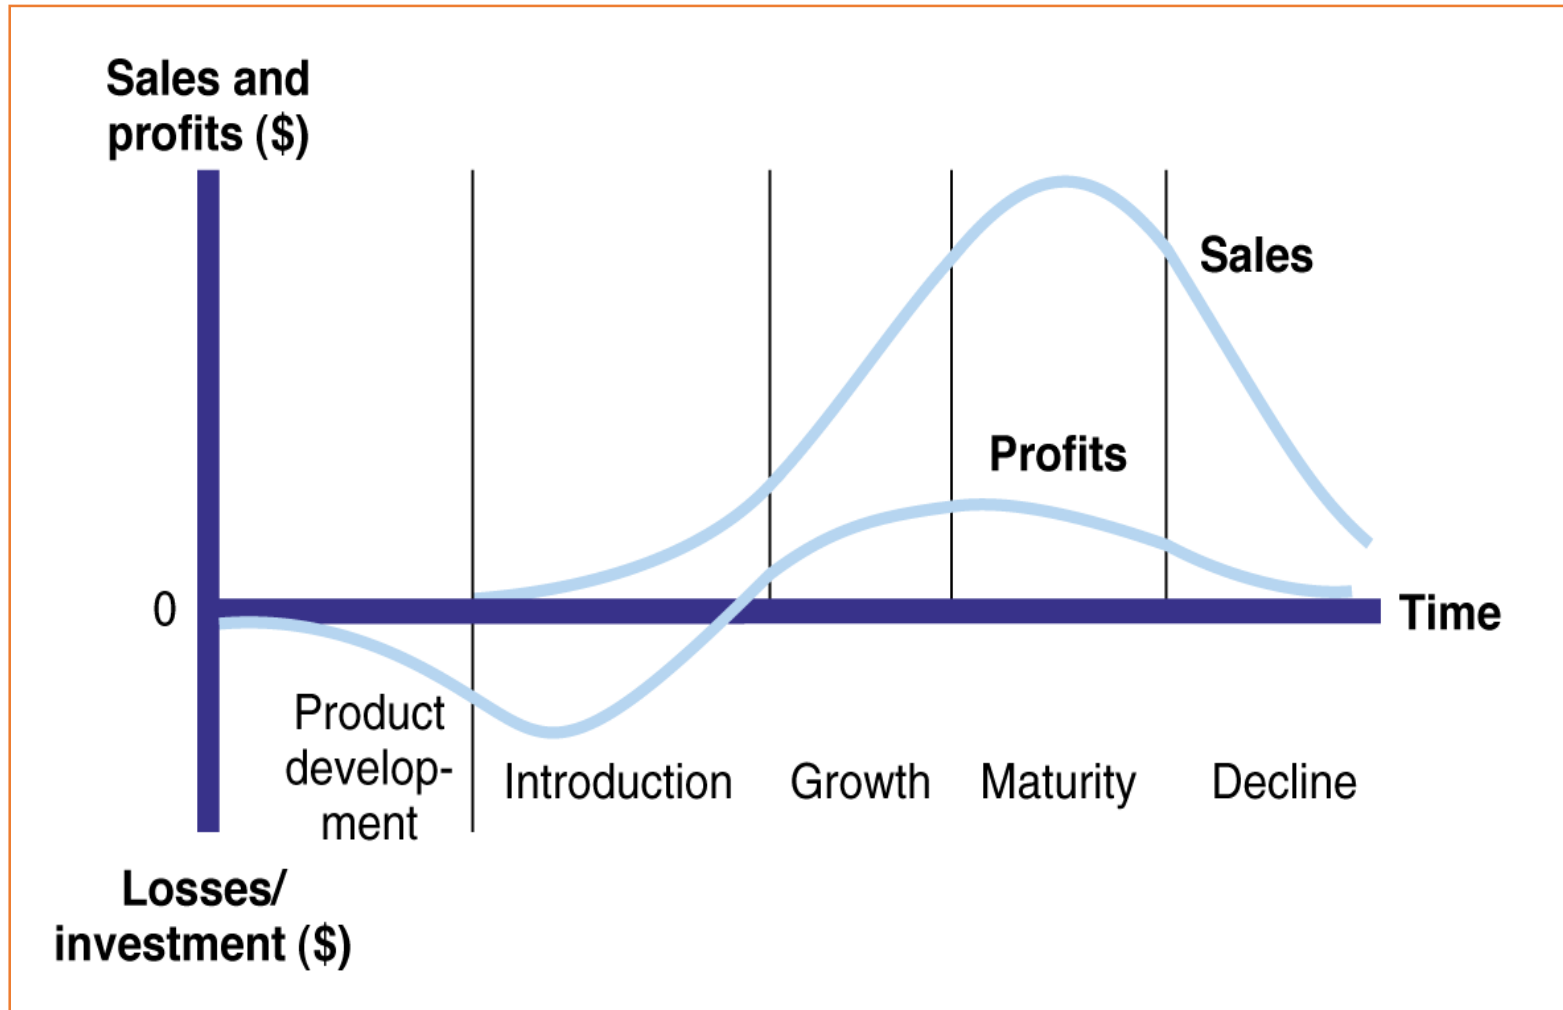 Sales and
profits ($)
Sales
Profits
0
Time
Product
develop-
ment
Introduction
Growth
Maturity
Decline
Losses/
investment ($)